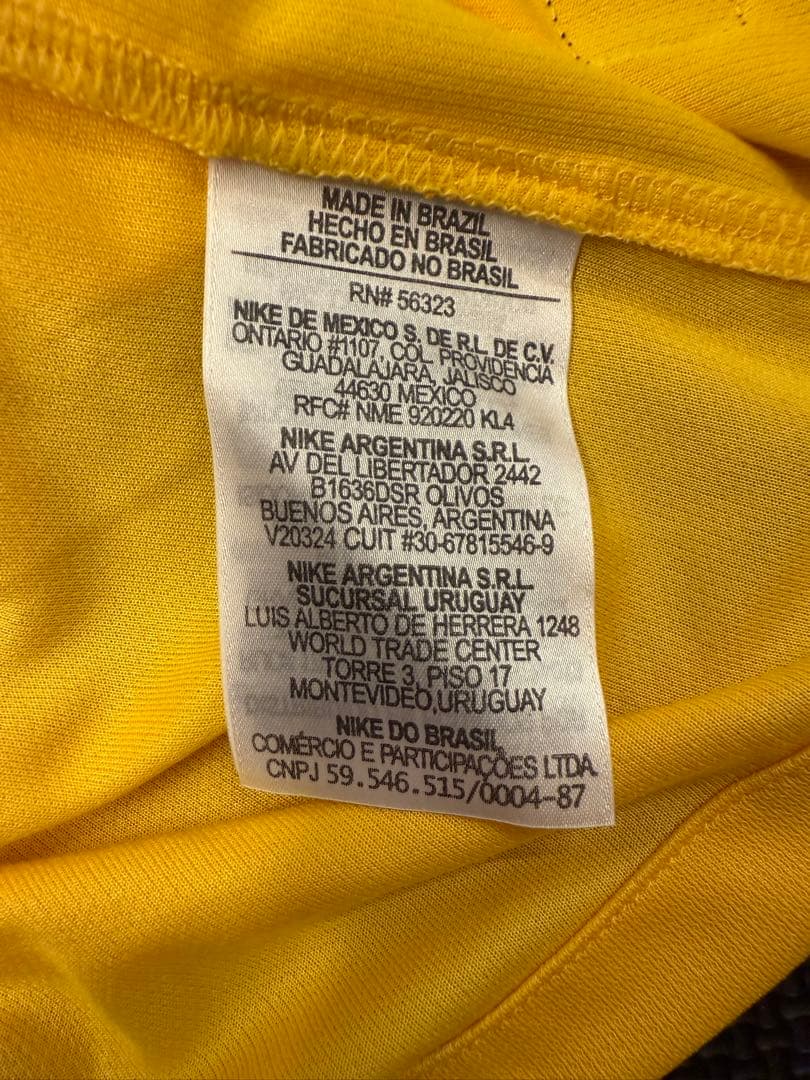 MADE IN BRAZIL
HECHO EN BRASIL
FABRICADO NO BRASIL
RN# 56323
NIKE DE MEXICO S. DE R.L. DE C.V.
ONTARIO #1107, COL. PROVIDENCIA
GUADALAJARA, JALISCO
44630 MEXICO
RFC# NME 920220 KL4
NIKE ARGENTINA S.R.L.
AV DEL LIBERTADOR 2442
B1636DSR OLIVOS
BUENOS AIRES, ARGENTINA
V20324 CUIT #30-67815546-9
NIKE ARGENTINA S.R.L.
SUCURSAL URUGUAY
LUIS ALBERTO DE HERRERA 1248
WORLD TRADE CENTER
TORRE 3, PISO 17
MONTEVIDEO,URUGUAY
NIKE DO BRASIL
COMÉRCIO E PARTICIPAÇÕES LTDA.
CNPJ 59.546.515/0004-87